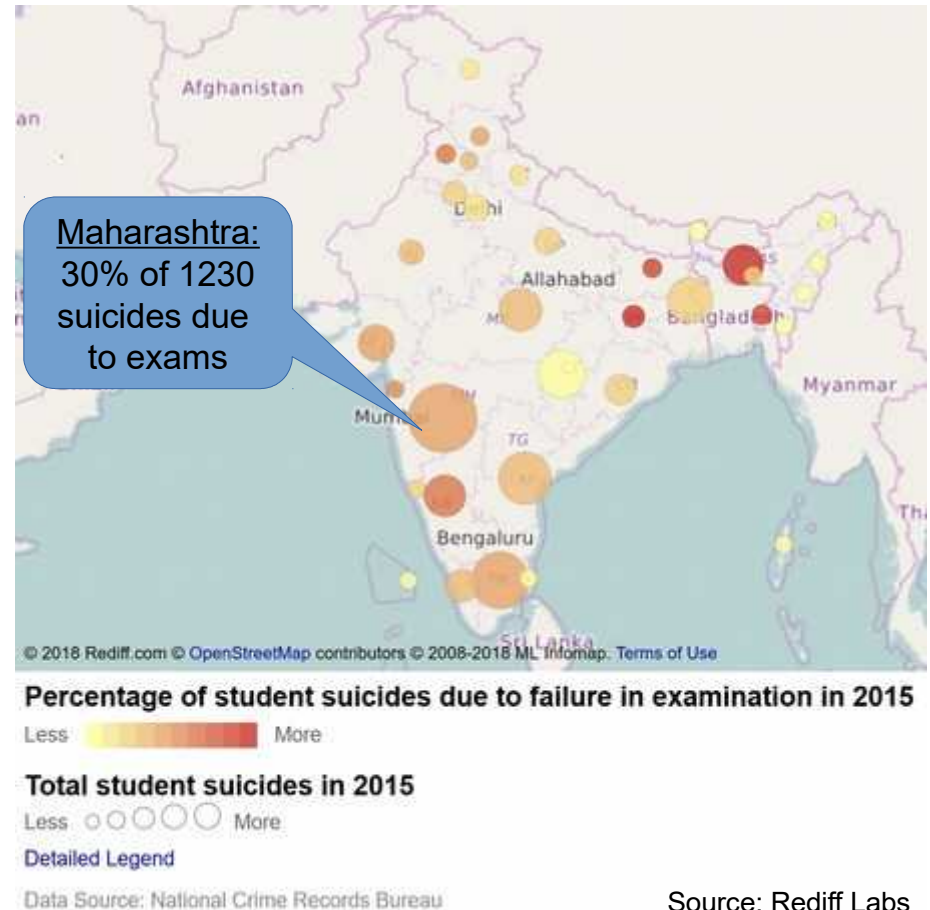 Afghanistan
an
Delhi
Maharashtra:
30% of 1230
suicides due
to exams
Allahabad
Bangladesh
Myanmar
Mumbai
TG
Bengaluru
Tha
Sri Lanka
© 2018 Rediff.com © OpenStreetMap contributors © 2008-2018 ML Infomap. Terms of Use
Percentage of student suicides due to failure in examination in 2015
Less More
Total student suicides in 2015
Less More
Detailed Legend
Data Source: National Crime Records Bureau
Source: Rediff Labs